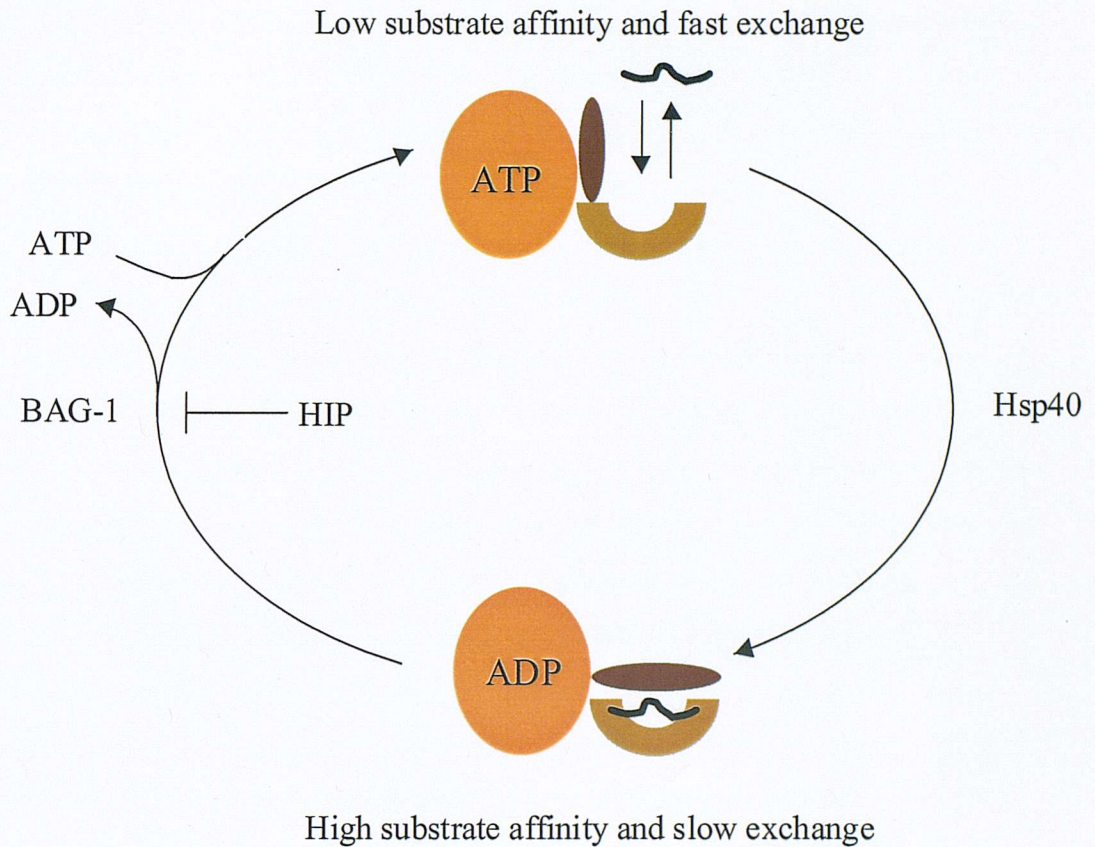 Low substrate affinity and fast exchange
ATP
ATP
ADP
BAG-1
HIP
Hsp40
ADP
High substrate affinity and slow exchange